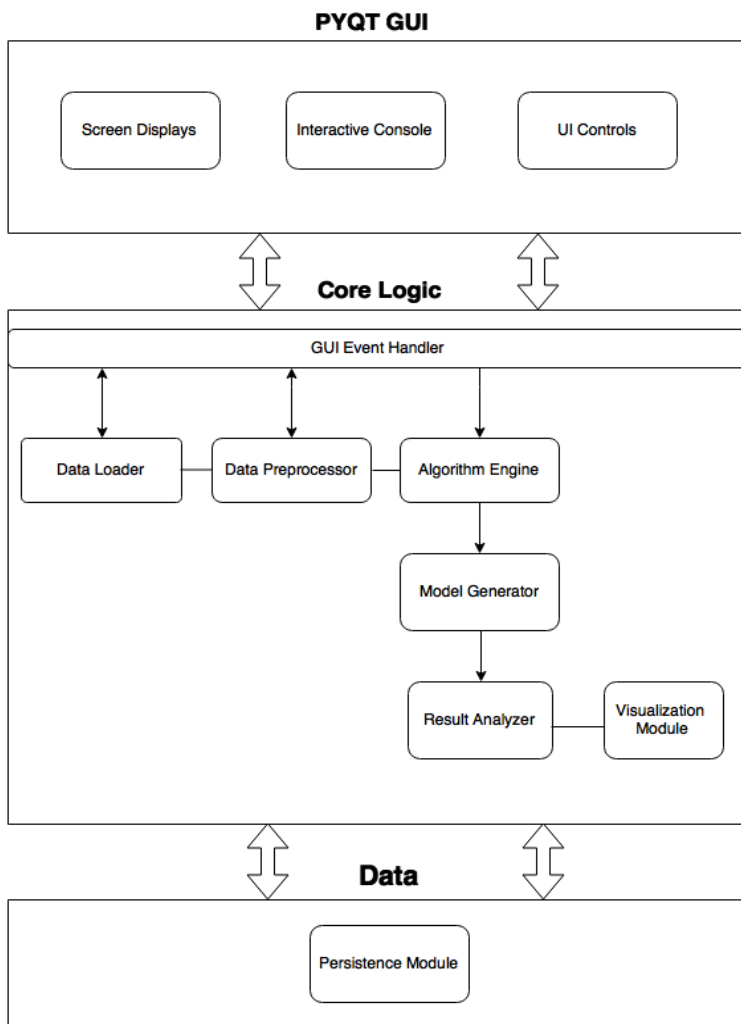 PYQT GUI
Screen Displays
Interactive Console
UI Controls
Core Logic
GUI Event Handler
Data Loader
Data Preprocessor
Algorithm Engine
Model Generator
Result Analyzer
Visualization
Module
Data
Persistence Module